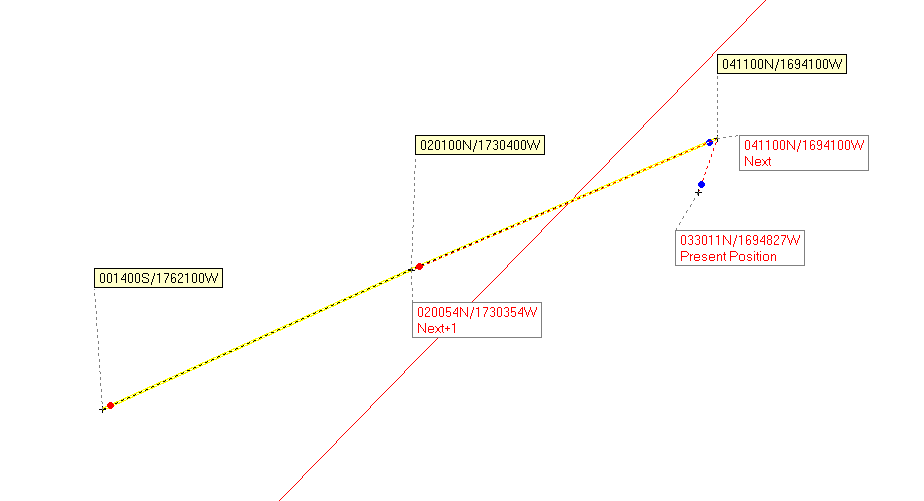 041100N/1694100W
020100N/1730400W
041100N/1694100W
Next
033011N/1694827W
Present Position
001400S/1762100W
020054N/1730354W
Next+1